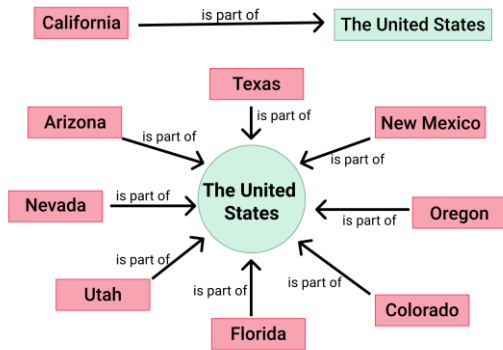 California
is part of
The United States
Texas
is part of
Arizona
is part of
New Mexico
is part of
Nevada
is part of
The United
States
Oregon
is part of
Utah
is part of
Florida
is part of
Colorado
is part of